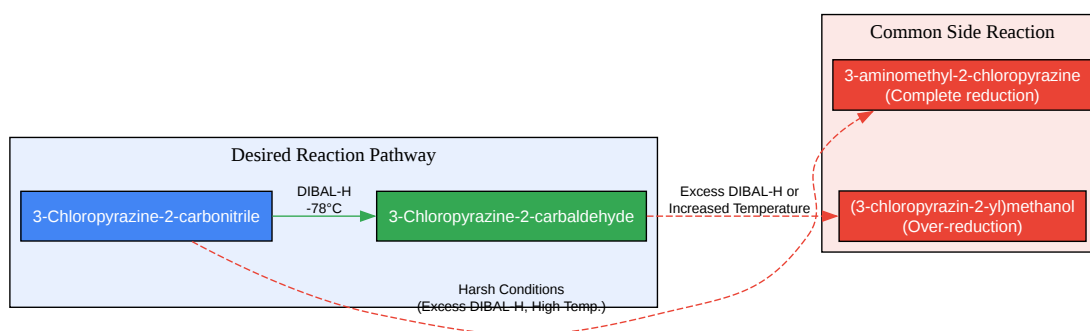 Common Side Reaction
3-aminomethyl-2-chloropyrazine
(Complete reduction)
Desired Reaction Pathway
3-Chloropyrazine-2-carbonitrile
DIBAL-H
-78°C
3-Chloropyrazine-2-carbaldehyde
Excess DIBAL-H or
Increased Temperature
(3-chloropyrazin-2-yl)methanol
(Over-reduction)
Harsh Conditions
(Excess DIBAL-H, High Temp.)